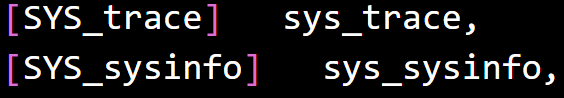 [SYS_trace]   sys_trace,
[SYS_sysinfo]   sys_sysinfo,